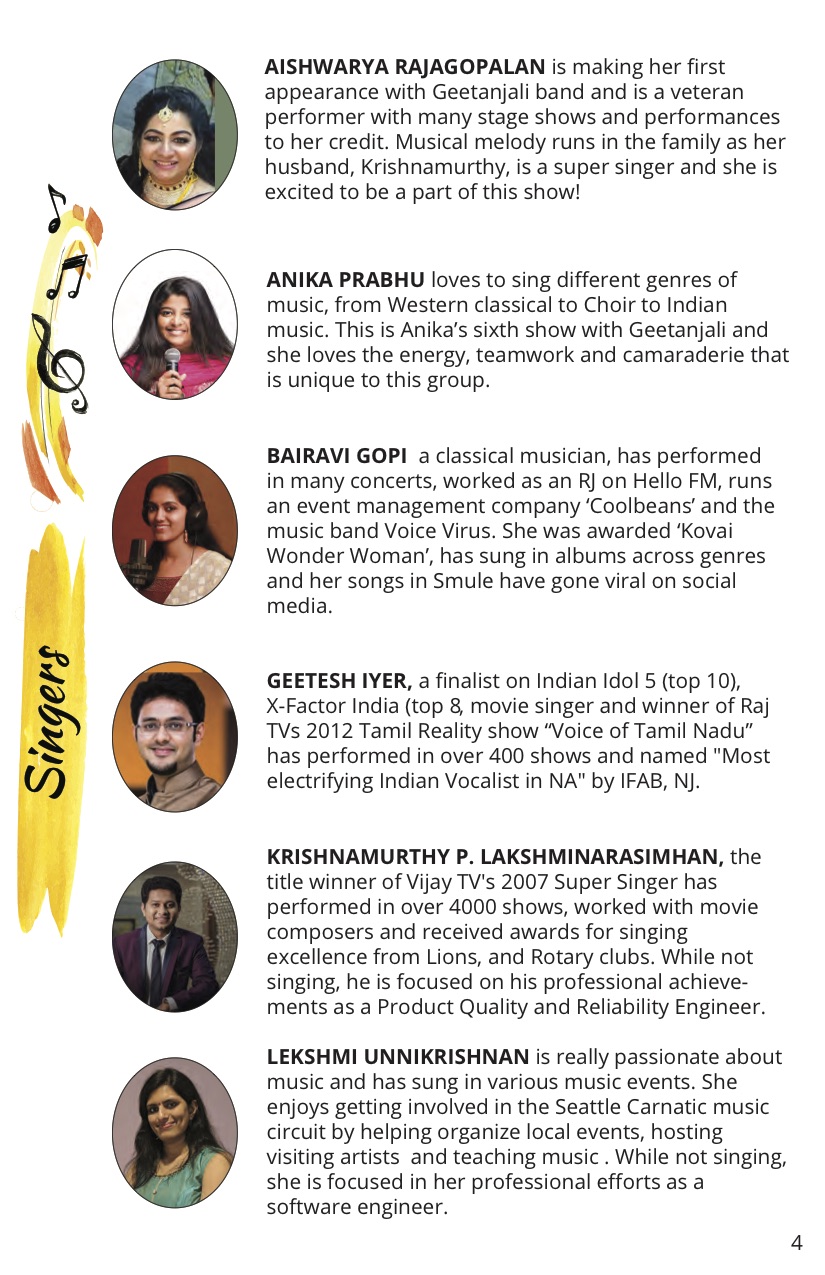 AISHWARYA RAJAGOPALAN is making her first
appearance with Geetanjali band and is a veteran
performer with many stage shows and performances
to her credit. Musical melody runs in the family as her
husband, Krishnamurthy, is a super singer and she is
excited to be a part of this show!
ANIKA PRABHU loves to sing different genres of
music, from Western classical to Choir to Indian
music. This is Anika’s sixth show with Geetanjali and
she loves the energy, teamwork and camaraderie that
is unique to this group.
BAIRAVI GOPI  a classical musician, has performed
in many concerts, worked as an RJ on Hello FM, runs
an event management company ‘Coolbeans’ and the
music band Voice Virus. She was awarded ‘Kovai
Wonder Woman’, has sung in albums across genres
and her songs in Smule have gone viral on social
media.
Singers
GEETESH IYER, a finalist on Indian Idol 5 (top 10),
X-Factor India (top 8, movie singer and winner of Raj
TVs 2012 Tamil Reality show “Voice of Tamil Nadu”
has performed in over 400 shows and named "Most
electrifying Indian Vocalist in NA" by IFAB, NJ.
KRISHNAMURTHY P. LAKSHMINARASIMHAN, the
title winner of Vijay TV's 2007 Super Singer has
performed in over 4000 shows, worked with movie
composers and received awards for singing
excellence from Lions, and Rotary clubs. While not
singing, he is focused on his professional achieve-
ments as a Product Quality and Reliability Engineer.
LEKSHMI UNNIKRISHNAN is really passionate about
music and has sung in various music events. She
enjoys getting involved in the Seattle Carnatic music
circuit by helping organize local events, hosting
visiting artists  and teaching music . While not singing,
she is focused in her professional efforts as a
software engineer.
4